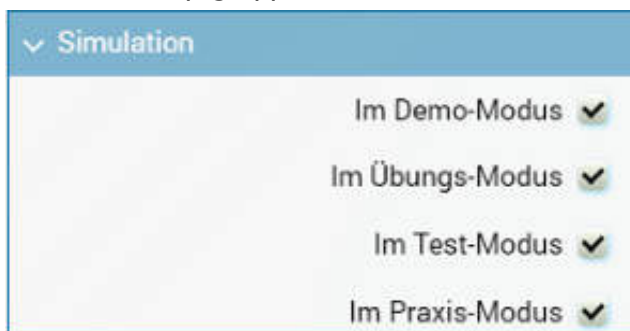 Simulation
Im Demo-Modus
Im Übungs-Modus
Im Test-Modus
Im Praxis-Modus